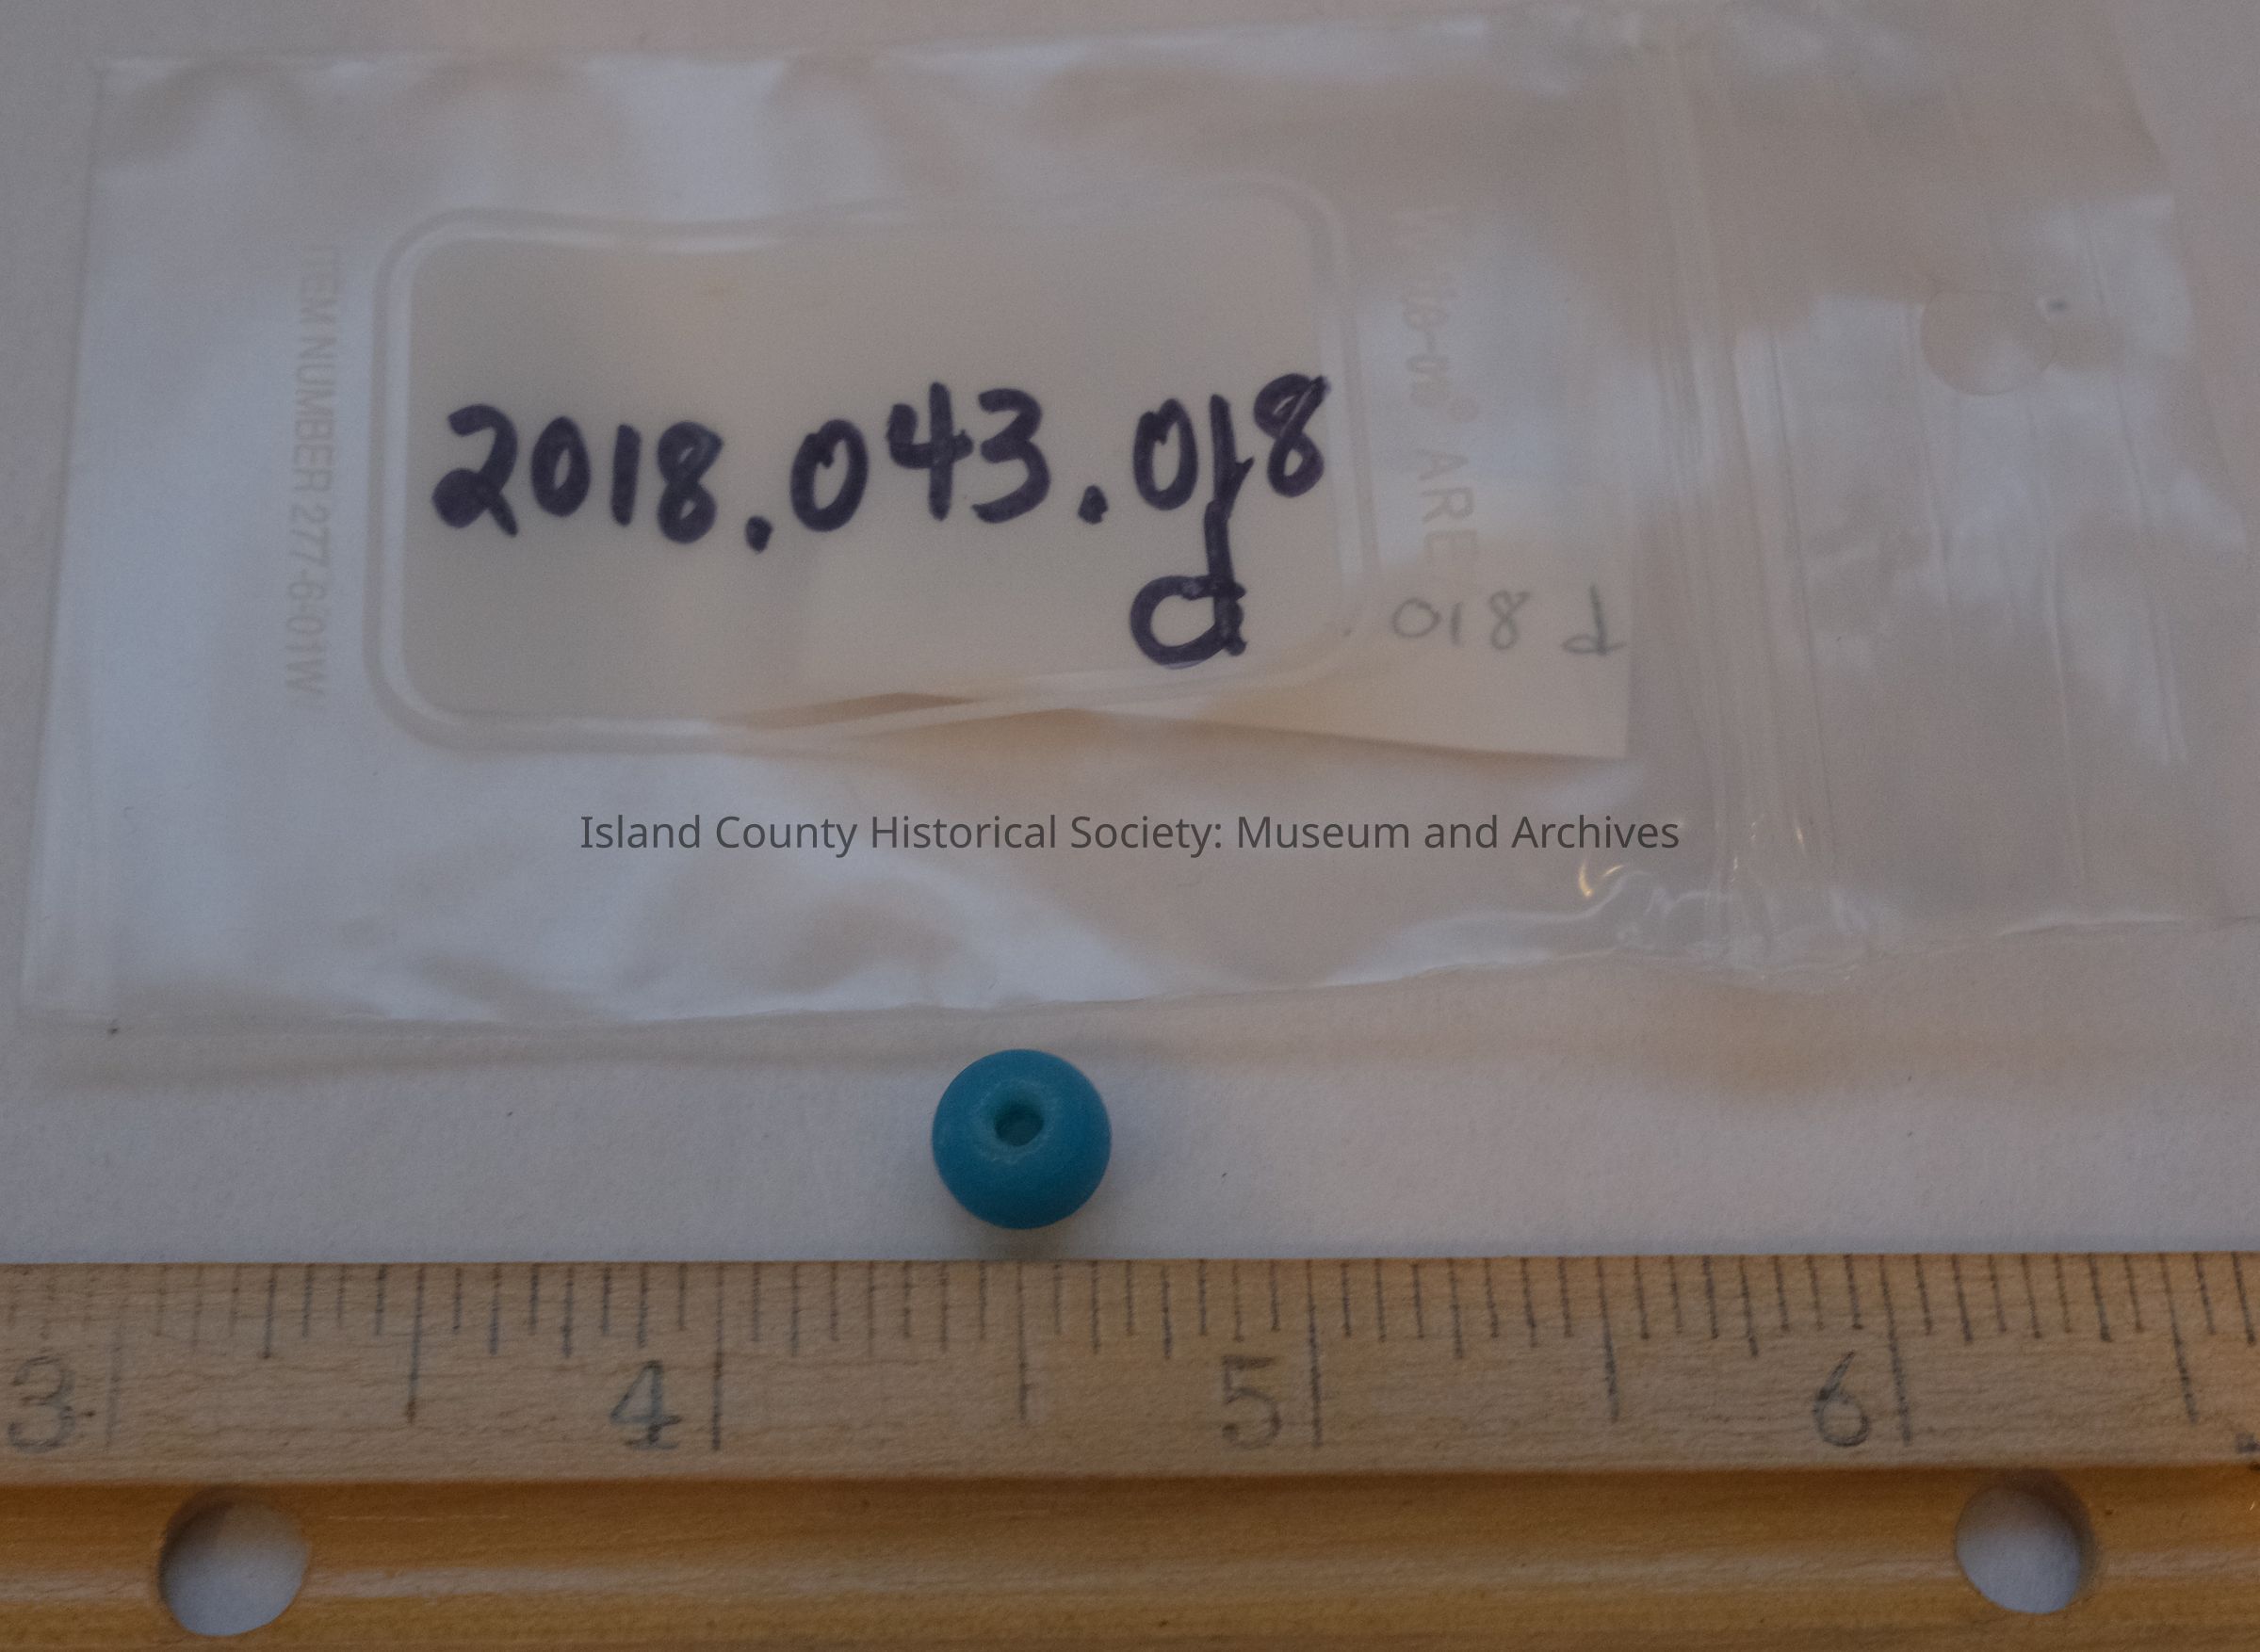 2018.043.018
d
018 d
ITEM NUMBER 277-6-01W
ARE
Island County Historical Society: Museum and Archives
3 4 5 6